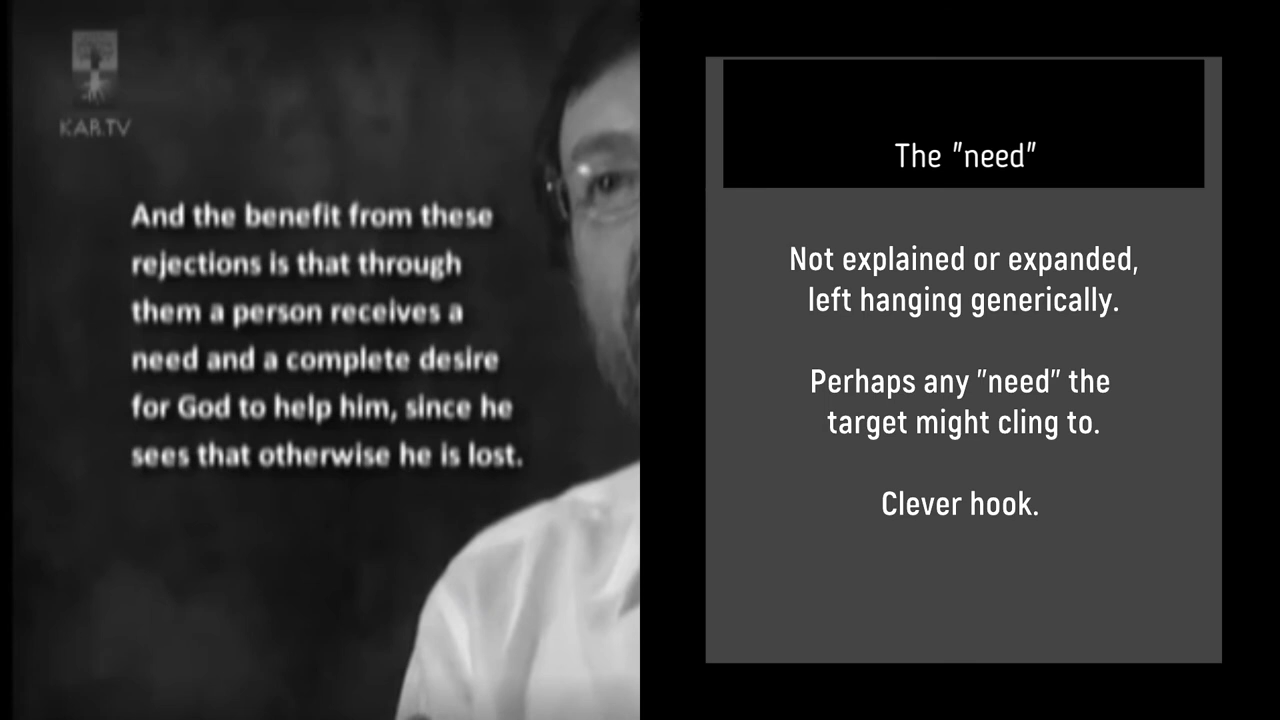 KAB.TV
And the benefit from these
rejections is that through
them a person receives a
need and a complete desire
for God to help him, since he
sees that otherwise he is lost.
The "need"
Not explained or expanded,
left hanging generically.
Perhaps any "need" the
target might cling to.
Clever hook.